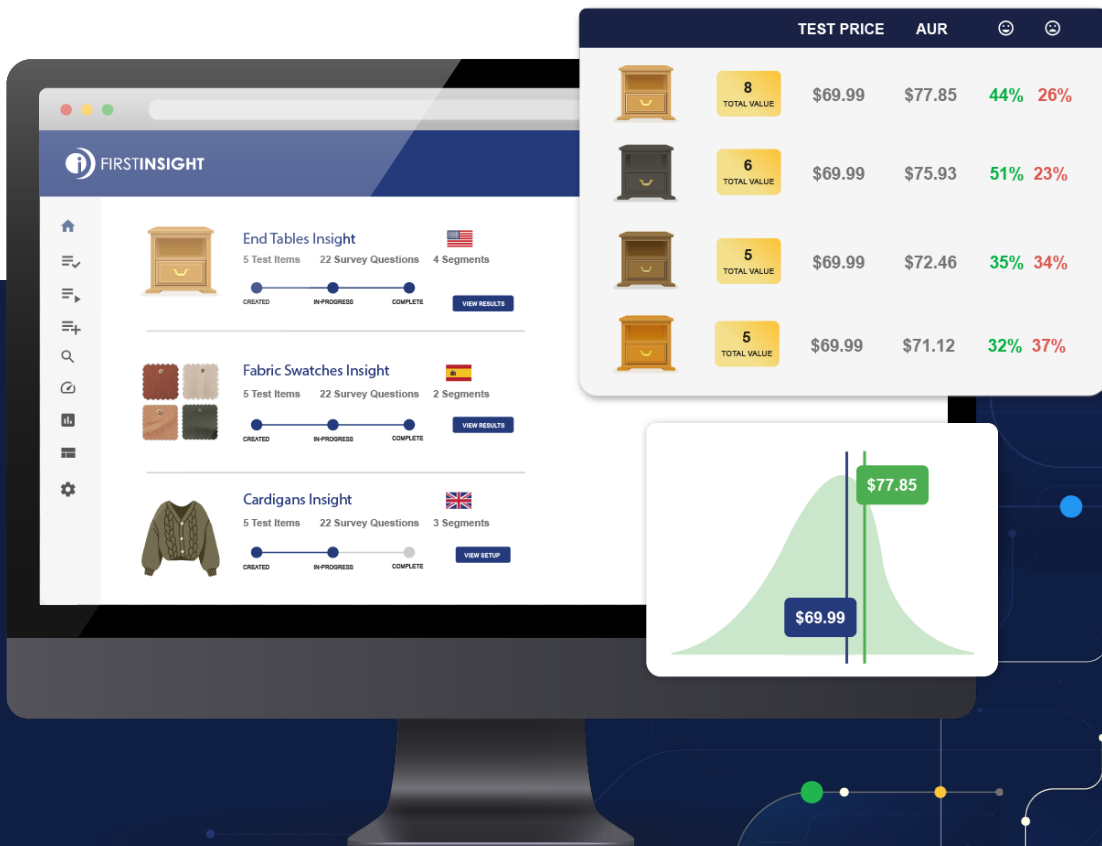 TEST PRICE AUR
8
TOTAL VALUE
$69.99 $77.85 44% 26%
6
TOTAL VALUE
$69.99 $75.93 51% 23%
5
TOTAL VALUE
$69.99 $72.46 35% 34%
5
TOTAL VALUE
$69.99 $71.12 32% 37%
FIRSTINSIGHT
End Tables Insight
5 Test Items 22 Survey Questions 4 Segments
CREATED IN-PROGRESS COMPLETE
VIEW RESULTS
Fabric Swatches Insight
5 Test Items 22 Survey Questions 2 Segments
CREATED IN-PROGRESS COMPLETE
VIEW RESULTS
Cardigans Insight
5 Test Items 22 Survey Questions 3 Segments
CREATED IN-PROGRESS COMPLETE
VIEW SETUP
$77.85
$69.99